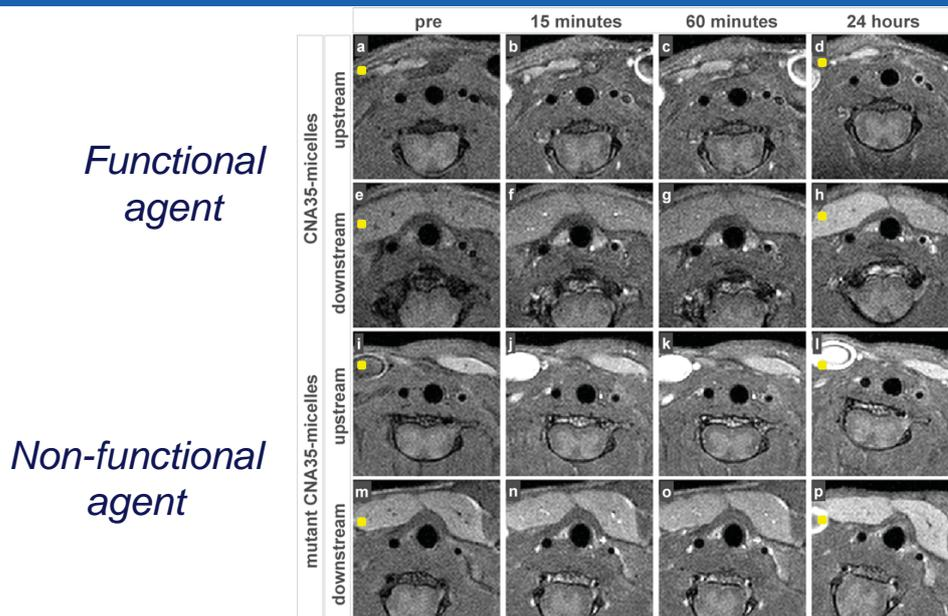 pre 15 minutes 60 minutes 24 hours
Functional
agent
CNA35-micelles
upstream
a b c d
downstream
e f g h
Non-functional
agent
mutant CNA35-micelles
upstream
i j k l
downstream
m n o p